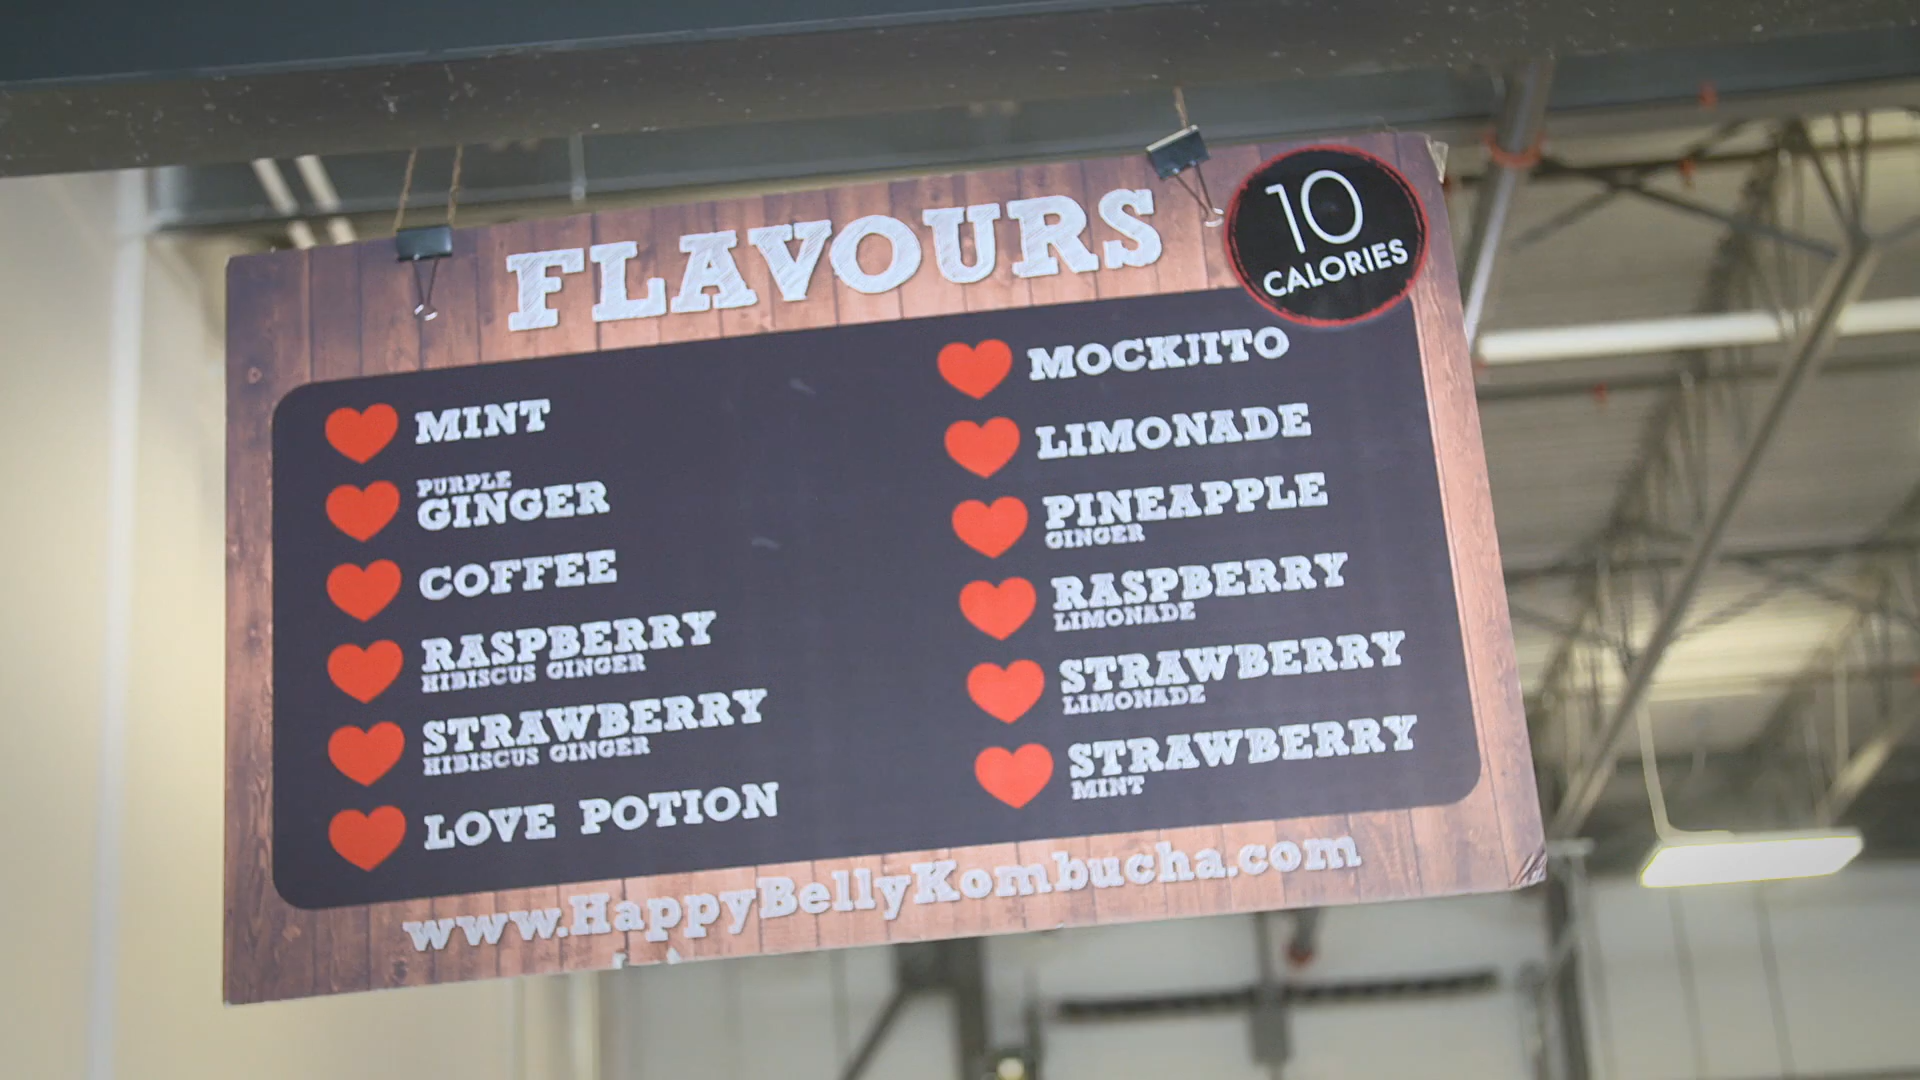 FLAVOURS
10
CALORIES
MINT
PURPLE
GINGER
COFFEE
RASPBERRY
HIBISCUS GINGER
STRAWBERRY
HIBISCUS GINGER
LOVE POTION
MOCKJITO
LIMONADE
PINEAPPLE
GINGER
RASPBERRY
LIMONADE
STRAWBERRY
LIMONADE
STRAWBERRY
MINT
www.HappyBellyKombucha.com